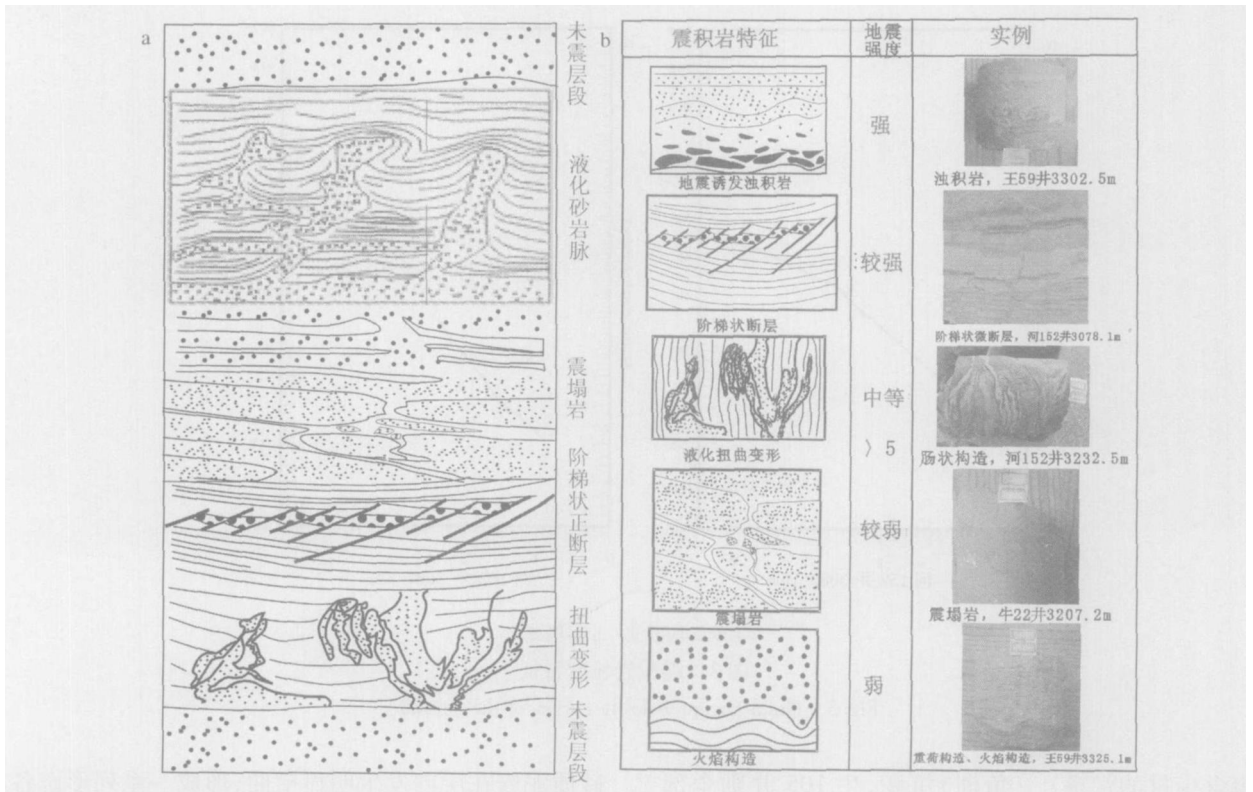 a
未震层段
液化砂岩脉
震塌岩
阶梯状正断层
扭曲变形
未震层段
b
震积岩特征
地震强度
实例
地震诱发浊积岩
强
浊积岩，王59井3302.5m
阶梯状断层
较强
阶梯状微断层，河152井3078.1m
液化扭曲变形
中等
〉5
肠状构造，河152井3232.5m
震塌岩
较弱
震塌岩，牛22井3207.2m
火焰构造
弱
重荷构造、火焰构造，王59井3325.1m